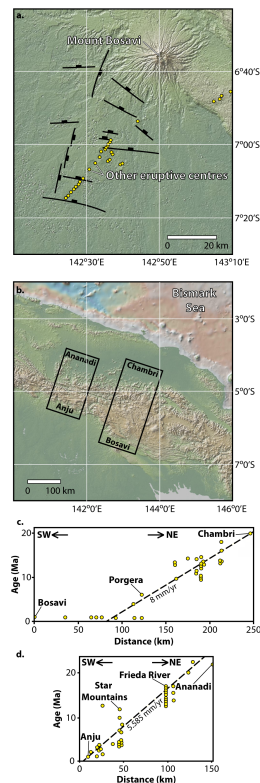 a.
Mount Bosavi
6°40'S
7°00'S
Other eruptive centres
7°20'S
0 20 km
142°30'E 142°50'E 143°10'E
b.
Bismark
Sea
3°0'S
Ananadi
Chambri
5°0'S
Anju
Bosavi
7°0'S
0 100 km
142°0'E 144°0'E 146°0'E
c.
SW← →NE Chambri
20
Age (Ma)
Porgera
10
8 mm/yr
Bosavi
0
0 50 100 150 200 250
Distance (km)
d.
SW← →NE
Frieda River
20
Star
Mountains
Ananadi
Age (Ma)
10
5.585 mm/yr
Anju
0
0 50 100 150
Distance (km)